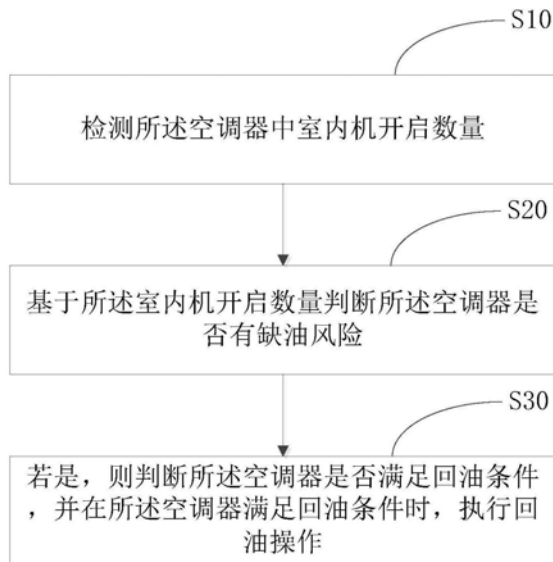 S10
检测所述空调器中室内机开启数量
S20
基于所述室内机开启数量判断所述空调器是
否有缺油风险
S30
若是，则判断所述空调器是否满足回油条件
，并在所述空调器满足回油条件时，执行回
油操作